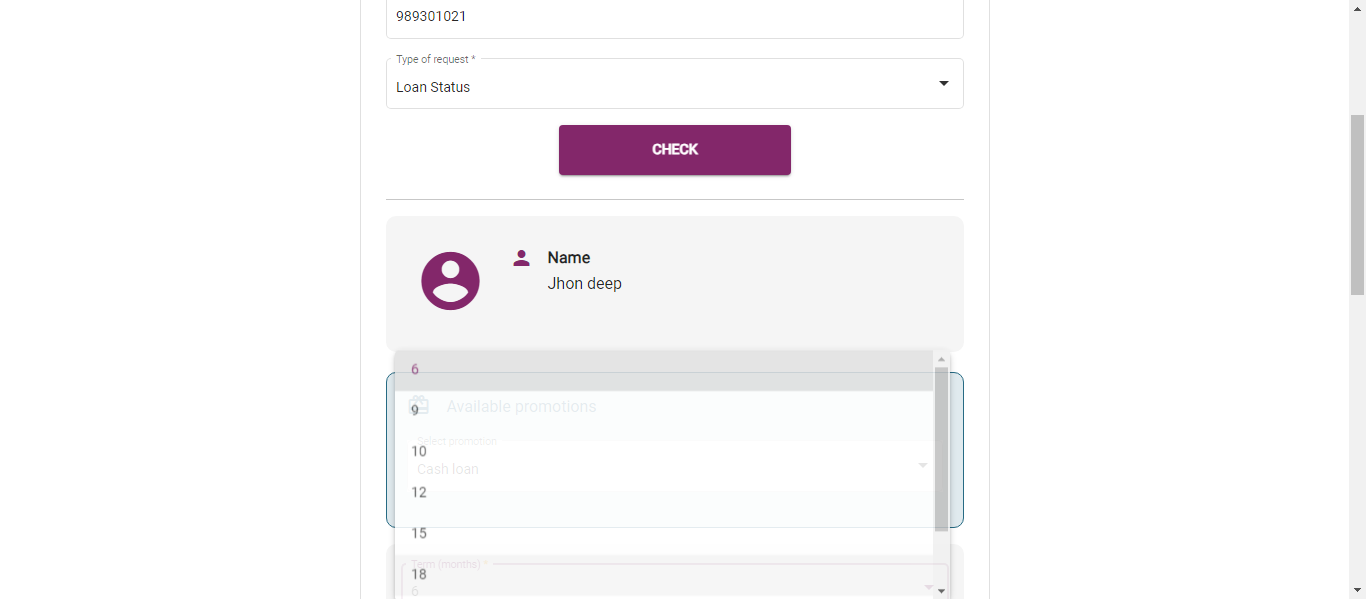 989301021
Type of request *
Loan Status
CHECK
Name
Jhon deep
6
Available promotions
9
Select promotion
10
Cash loan
12
15
Term (months) *
18
6